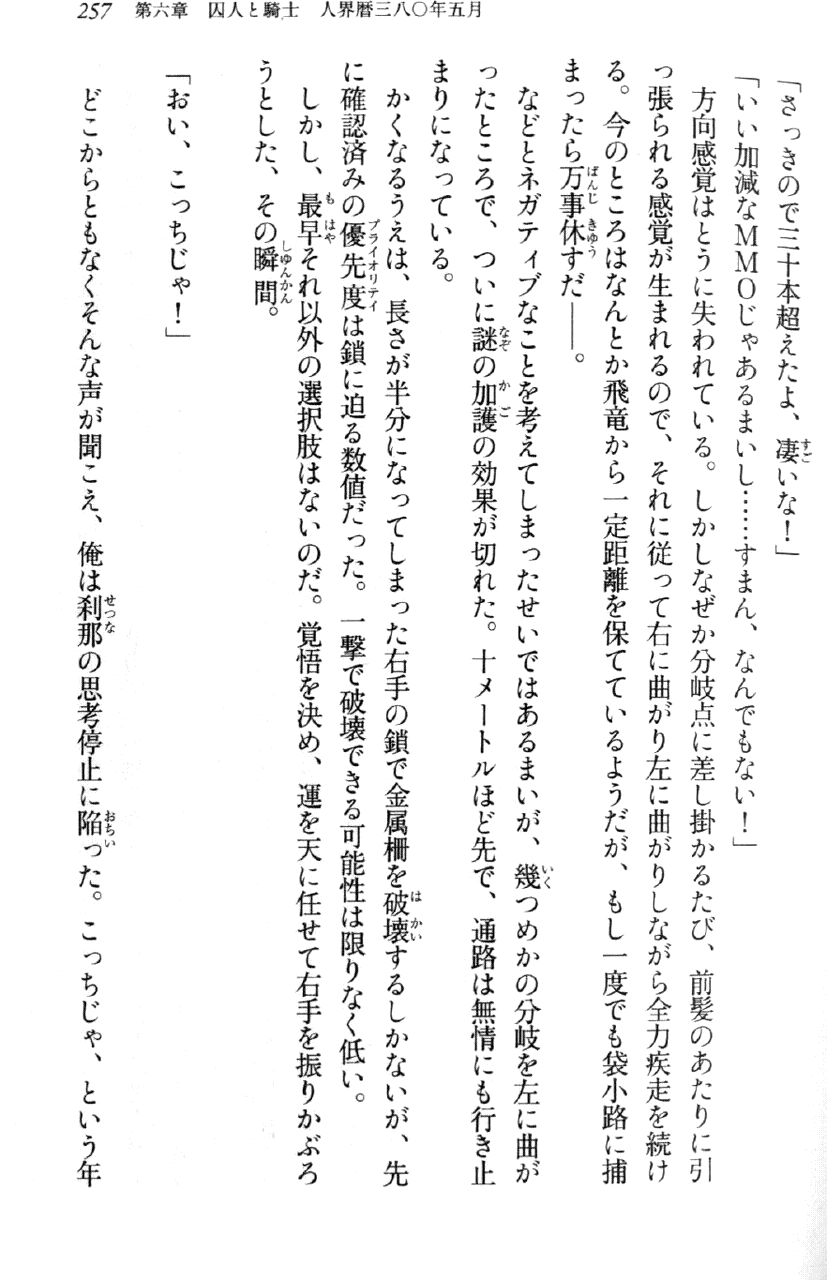 257　第六章　囚人と騎士　人界暦三八〇年五月
「さっきので三十本超えたよ、凄いな！」
「いい加減なＭＭＯじゃあるまいし……すまん、なんでもない！」
　方向感覚はとうに失われている。しかしなぜか分岐点に差し掛かるたび、前髪のあたりに引
っ張られる感覚が生まれるので、それに従って右に曲がり左に曲がりしながら全力疾走を続け
る。今のところはなんとか飛竜から一定距離を保てているようだが、もし一度でも袋小路に捕
まったら万事休すだ――。
　などとネガティブなことを考えてしまったせいではあるまいが、幾つめかの分岐を左に曲が
ったところで、ついに謎の加護の効果が切れた。十メートルほど先で、通路は無情にも行き止
まりになっている。
　かくなるうえは、長さが半分になってしまった右手の鎖で金属柵を破壊するしかないが、先
に確認済みの優先度は鎖に迫る数値だった。一撃で破壊できる可能性は限りなく低い。
　しかし、最早それ以外の選択肢はないのだ。覚悟を決め、運を天に任せて右手を振りかぶろ
うとした、その瞬間。
「おい、こっちじゃ！」
　どこからともなくそんな声が聞こえ、俺は刹那の思考停止に陥った。こっちじゃ、という年